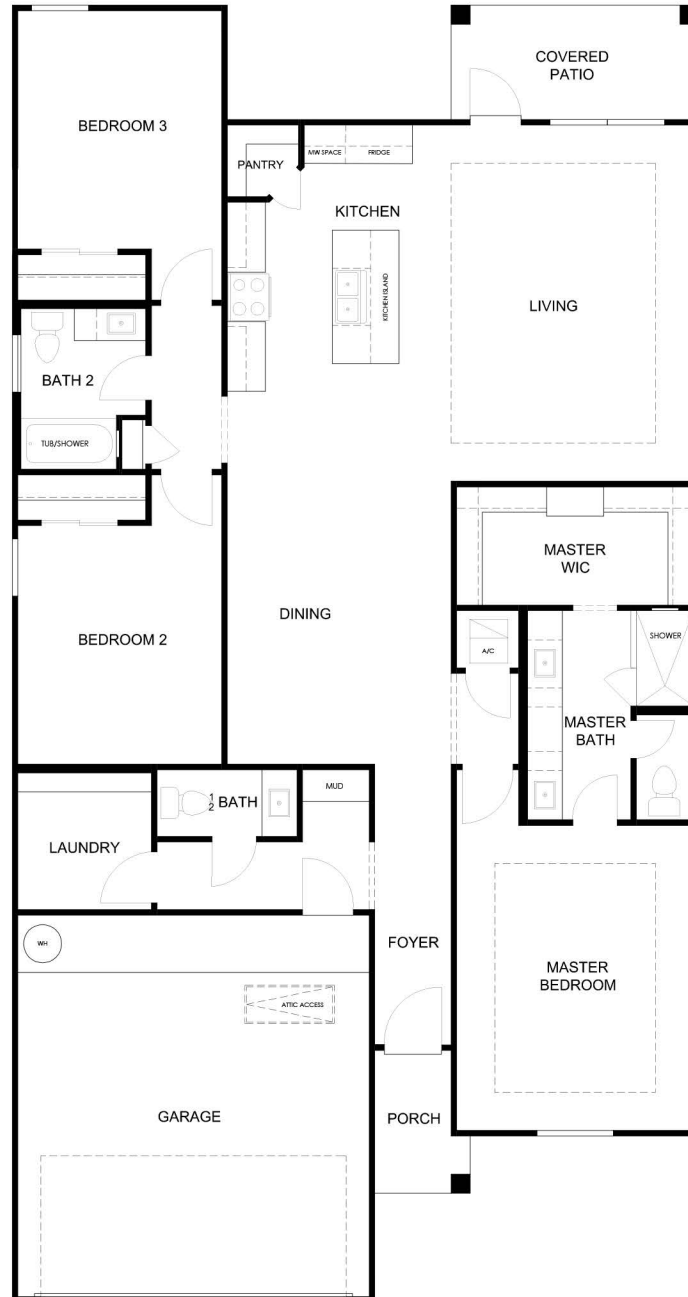 COVERED
PATIO
BEDROOM 3
MW SPACE
FRIDGE
PANTRY
KITCHEN
KITCHEN ISLAND
LIVING
BATH 2
TUB/SHOWER
MASTER
WIC
DINING
BEDROOM 2
A/C
SHOWER
MASTER
BATH
MUD
1/2 BATH
LAUNDRY
WH
FOYER
ATTIC ACCESS
MASTER
BEDROOM
GARAGE
PORCH